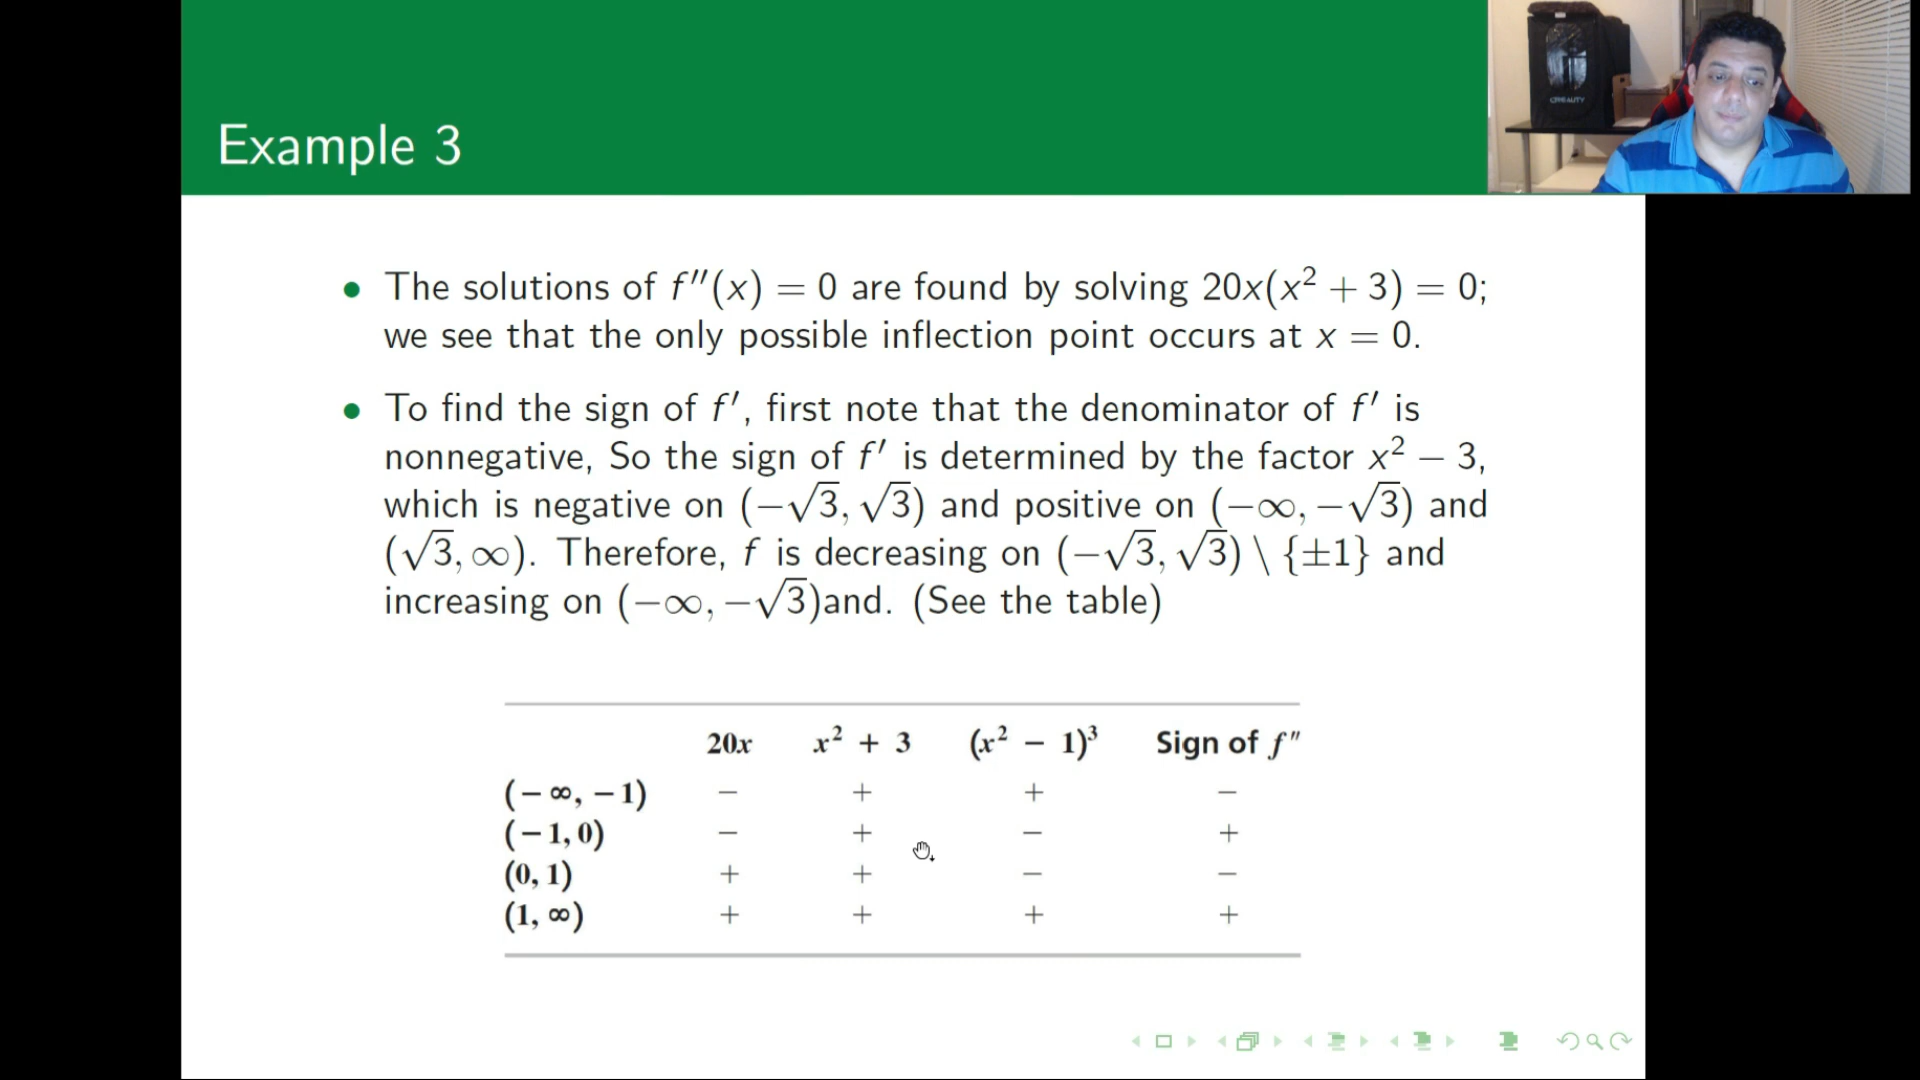 Example 3
CREALITY
• The solutions of f″(x) = 0 are found by solving 20x(x² + 3) = 0;
we see that the only possible inflection point occurs at x = 0.
• To find the sign of f′, first note that the denominator of f′ is
nonnegative, So the sign of f′ is determined by the factor x² − 3,
which is negative on (−√3, √3) and positive on (−∞, −√3) and
(√3, ∞). Therefore, f is decreasing on (−√3, √3) \ {±1} and
increasing on (−∞, −√3)and. (See the table)
20x x² + 3 (x² − 1)³ Sign of f″
(−∞, −1) − + + −
(−1, 0) − + − +
(0, 1) + + − −
(1, ∞) + + + +